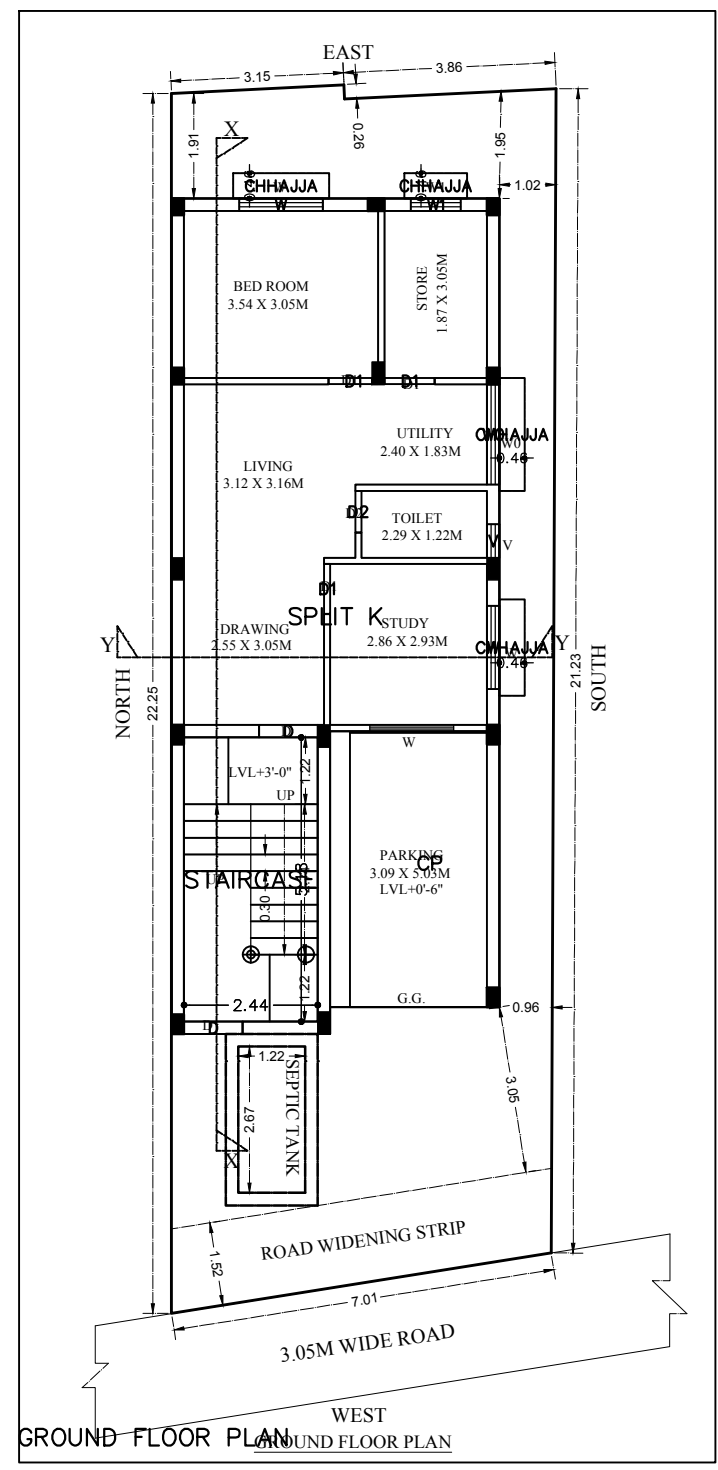 EAST
3.15
3.86
0.26
1.91
1.95
X
1.02
CHHAJJA
CHHAJJA
W
W1
BED ROOM
3.54 X 3.05M
STORE
1.87 X 3.05M
D1
D1
UTILITY
2.40 X 1.83M
W0
0.46
LIVING
3.12 X 3.16M
D2
TOILET
2.29 X 1.22M
V
V
D1
SPLIT K
DRAWING
2.55 X 3.05M
STUDY
2.86 X 2.93M
0.46
Y
Y
NORTH
22.25
21.23
SOUTH
D
W
LVL+3'-0"
1.22
UP
PARKING
3.09 X 5.03M
LVL+0'-6"
CP
STAIRCASE
UP
0.30
1.22
2.44
G.G.
0.96
D
1.22
2.67
SEPTIC TANK
3.05
X
ROAD WIDENING STRIP
1.52
7.01
3.05M WIDE ROAD
WEST
GROUND FLOOR PLAN
GROUND FLOOR PLAN